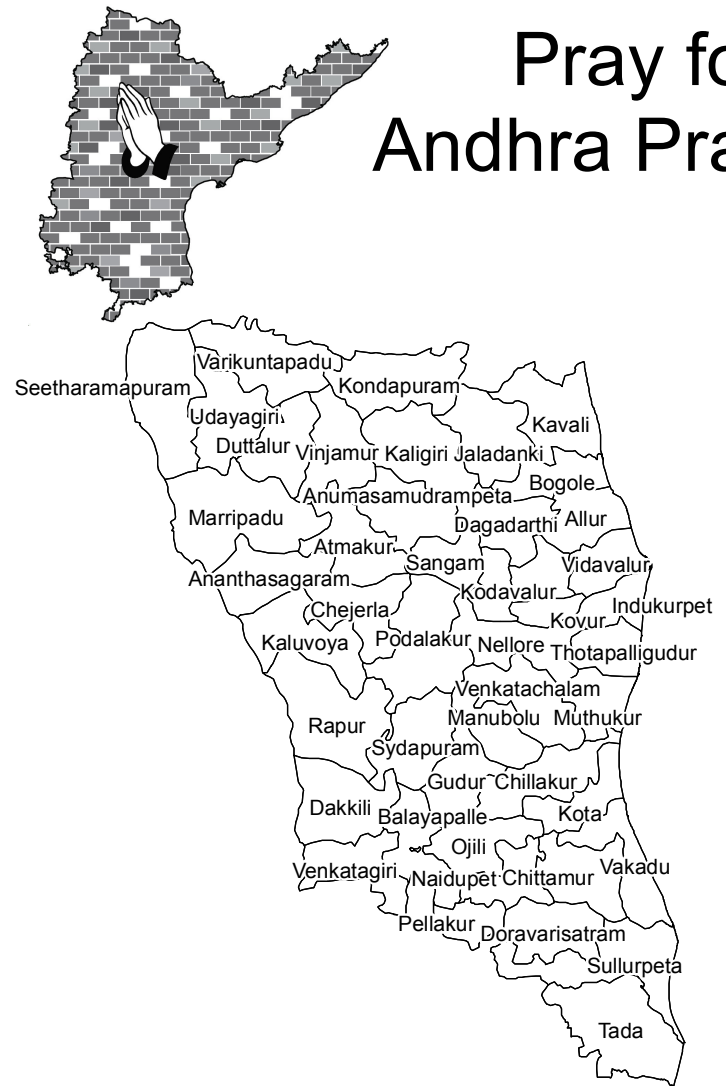 Pray fo
Andhra Pra
Varikuntapadu
Seetharamapuram
Kondapuram
Udayagiri
Kavali
Duttalur
Vinjamur
Kaligiri
Jaladanki
Bogole
Anumasamudrampeta
Marripadu
Dagadarthi
Allur
Atmakur
Sangam
Vidavalur
Ananthasagaram
Kodavalur
Indukurpet
Chejerla
Kovur
Kaluvoya
Podalakur
Nellore
Thotapalligudur
Venkatachalam
Rapur
Manubolu
Muthukur
Sydapuram
Gudur
Chillakur
Dakkili
Balayapalle
Kota
Ojili
Venkatagiri
Naidupet
Chittamur
Vakadu
Pellakur
Doravarisatram
Sullurpeta
Tada